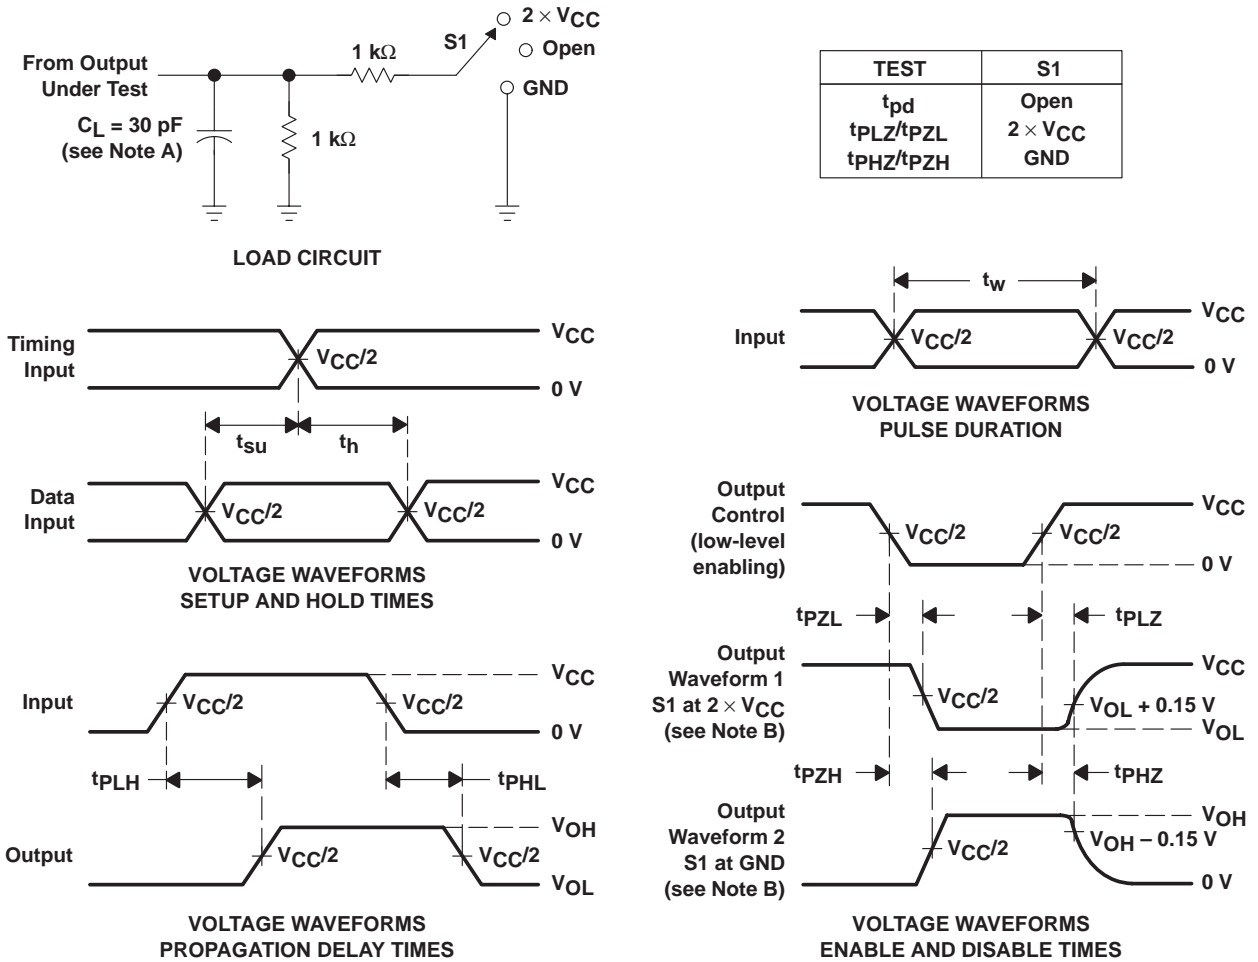 From Output
Under Test
C_L = 30 pF
(see Note A)
1 kΩ
1 kΩ
S1
2 × V_CC
Open
GND
LOAD CIRCUIT
TEST S1
t_pd Open
t_PLZ/t_PZL 2 × V_CC
t_PHZ/t_PZH GND
Timing
Input
V_CC/2
V_CC
0 V
t_su
t_h
Data
Input
V_CC/2
V_CC/2
V_CC
0 V
VOLTAGE WAVEFORMS
SETUP AND HOLD TIMES
t_w
Input
V_CC/2
V_CC/2
V_CC
0 V
VOLTAGE WAVEFORMS
PULSE DURATION
Input
V_CC/2
V_CC/2
V_CC
0 V
t_PLH
t_PHL
Output
V_CC/2
V_CC/2
V_OH
V_OL
VOLTAGE WAVEFORMS
PROPAGATION DELAY TIMES
Output
Control
(low-level
enabling)
V_CC/2
V_CC/2
V_CC
0 V
t_PZL
t_PLZ
Output
Waveform 1
S1 at 2 × V_CC
(see Note B)
V_CC/2
V_CC
V_OL + 0.15 V
V_OL
t_PZH
t_PHZ
Output
Waveform 2
S1 at GND
(see Note B)
V_CC/2
V_OH
V_OH – 0.15 V
0 V
VOLTAGE WAVEFORMS
ENABLE AND DISABLE TIMES